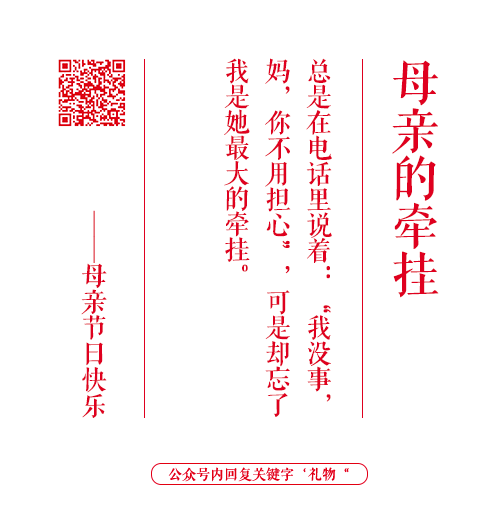 母亲的牵挂
总是在电话里说着：“我没事，
妈，你不用担心”，可是却忘了
我是她最大的牵挂。
——母亲节日快乐
公众号内回复关键字‘礼物“